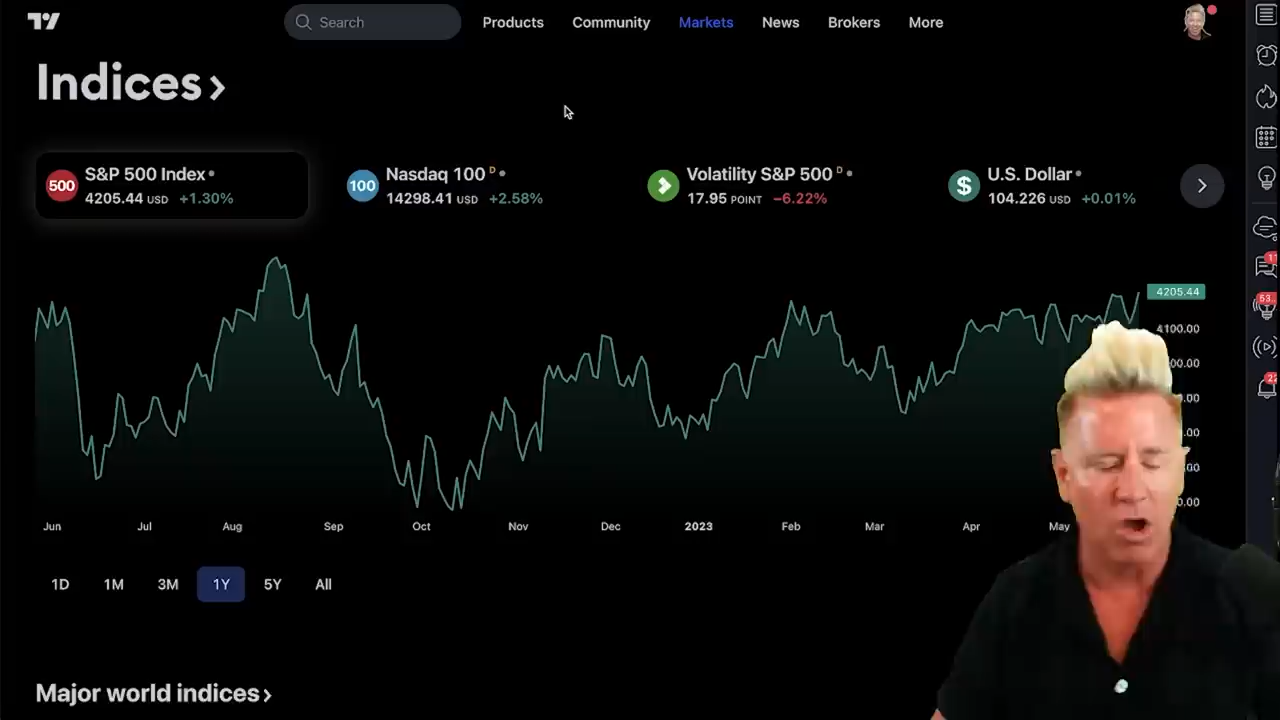 Search
Products Community Markets News Brokers More
Indices
500 S&P 500 Index
4205.44 USD +1.30%
100 Nasdaq 100 D
14298.41 USD +2.58%
Volatility S&P 500 D
17.95 POINT −6.22%
$ U.S. Dollar
104.226 USD +0.01%
4205.44
4100.00
Jun Jul Aug Sep Oct Nov Dec 2023 Feb Mar Apr May
1D 1M 3M 1Y 5Y All
Major world indices